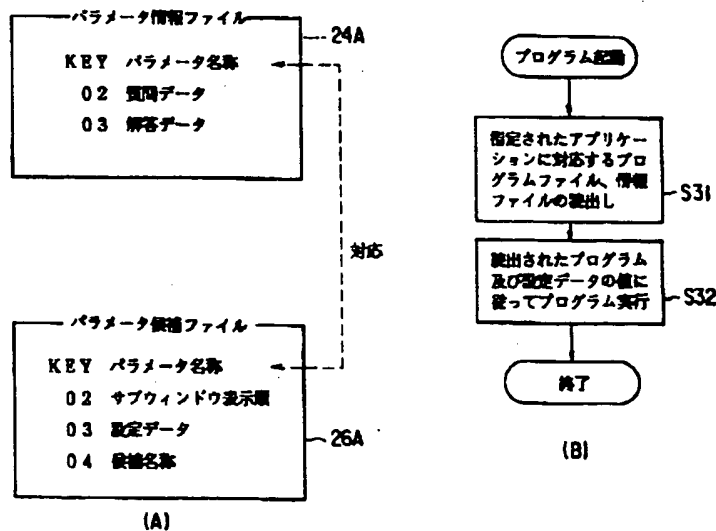 パラメータ情報ファイル
24A
KEY パラメータ名称
02 質問データ
03 解答データ
対応
パラメータ候補ファイル
KEY パラメータ名称
02 サブウィンドウ表示順
03 設定データ
04 候補名称
26A
(A)
プログラム起動
指定されたアプリケー
ションに対応するプロ
グラムファイル、情報
ファイルの読出し
S31
読出されたプログラム
及び設定データの値に
従ってプログラム実行
S32
終了
(B)